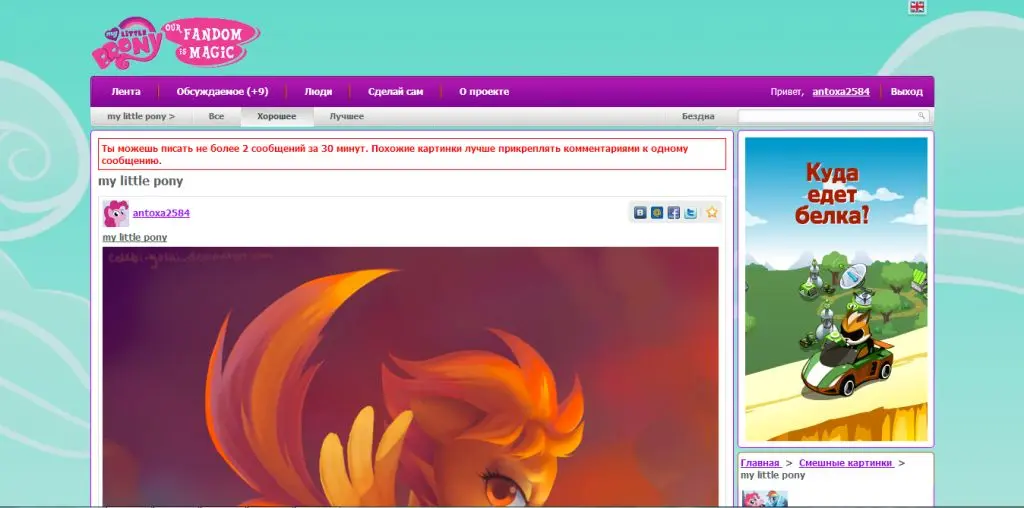 my LITTLE
PONY
OUR
FANDOM
iS MAGIC
Лента
Обсуждаемое (+9)
Люди
Сделай сам
О проекте
Привет, antoxa2584
Выход
my little pony >
Все
Хорошее
Лучшее
Бездна
Ты можешь писать не более 2 сообщений за 30 минут. Похожие картинки лучше прикреплять комментариями к одному
сообщению.
my little pony
antoxa2584
my little pony
Куда
едет
белка?
Главная > Смешные картинки >
my little pony